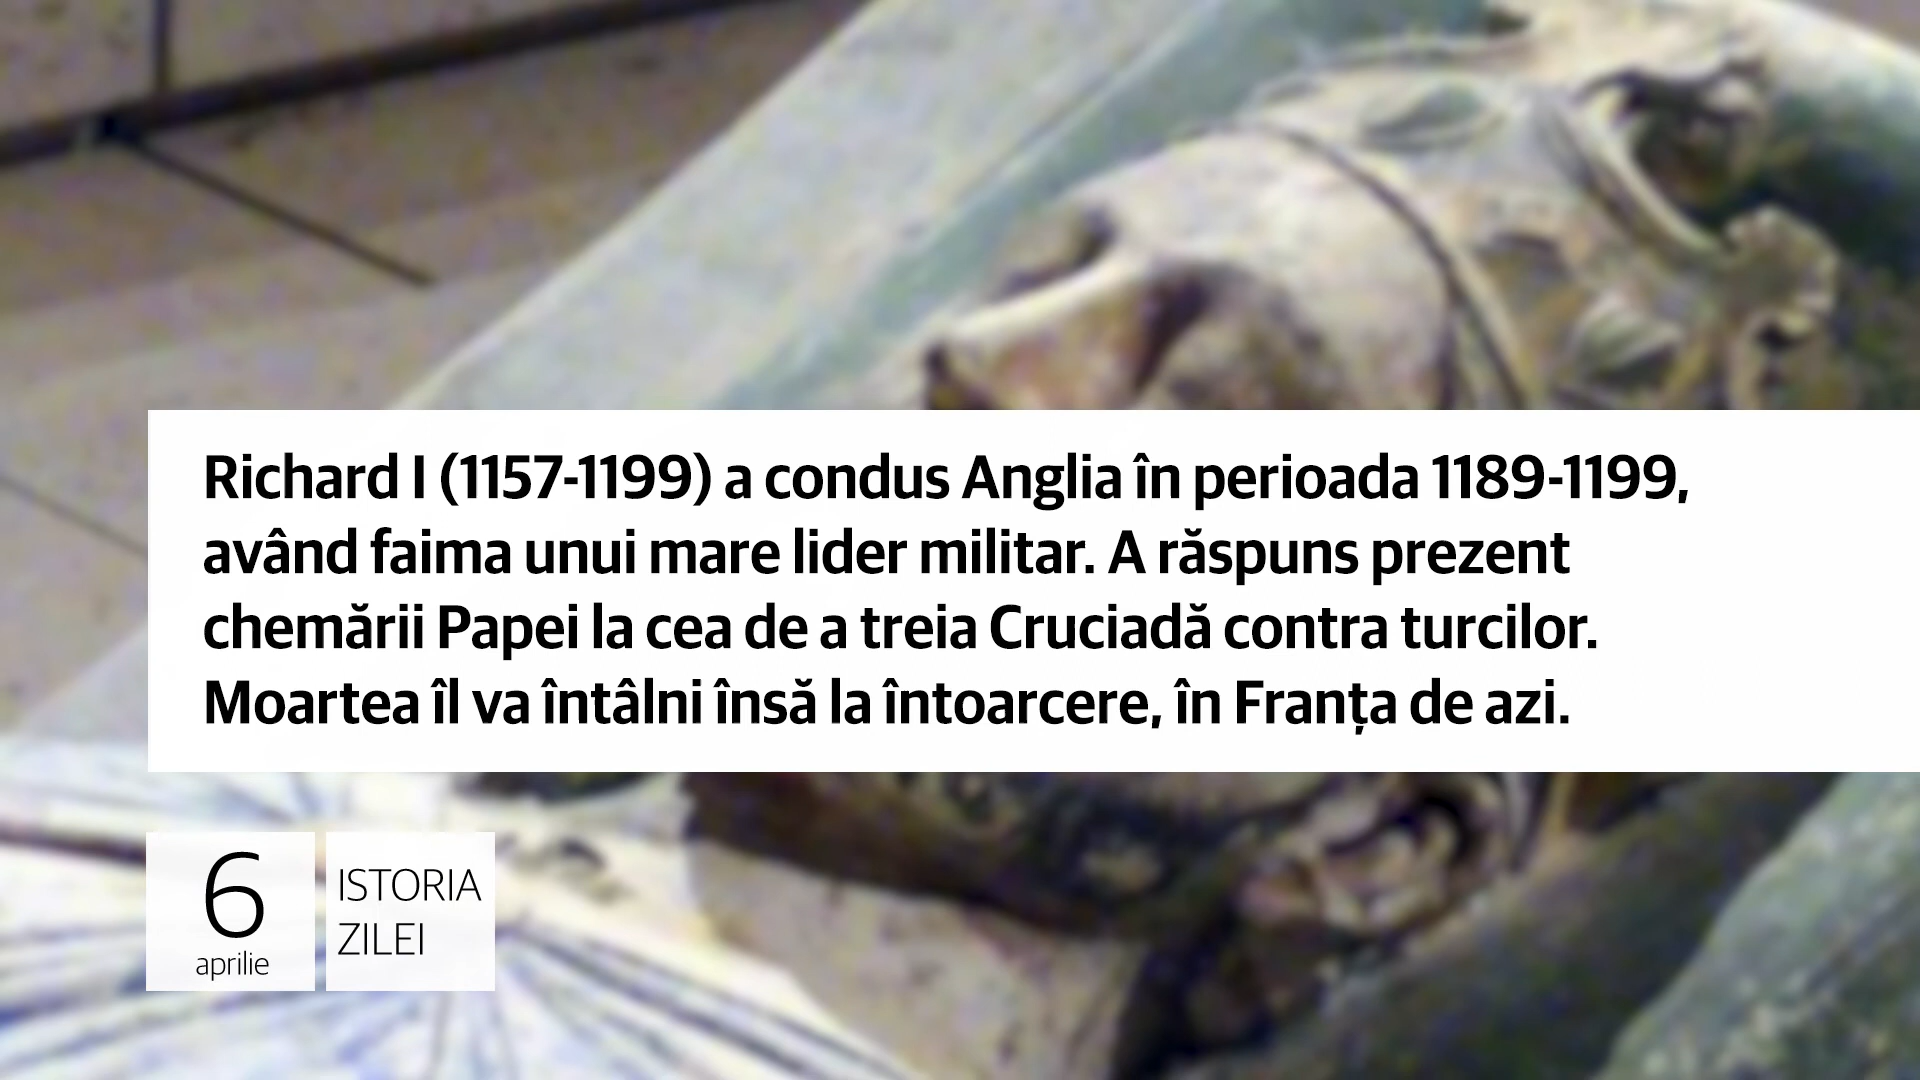 Richard I (1157-1199) a condus Anglia în perioada 1189-1199,
având faima unui mare lider militar. A răspuns prezent
chemării Papei la cea de a treia Cruciadă contra turcilor.
Moartea îl va întâlni însă la întoarcere, în Franța de azi.
6
aprilie
ISTORIA
ZILEI